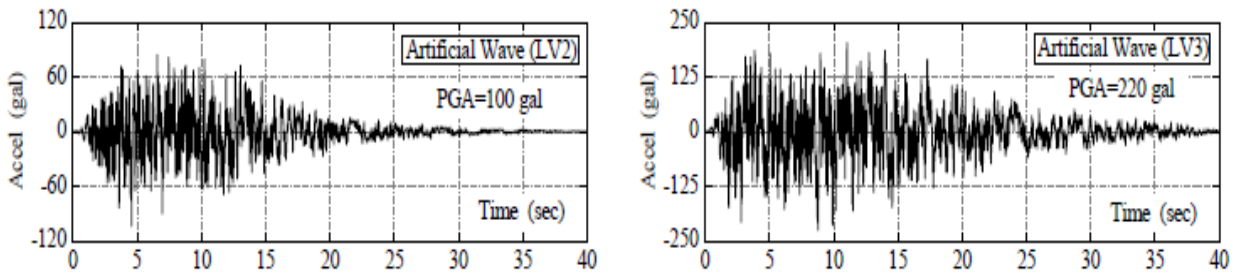 120
Artificial Wave (LV2)
60
PGA=100 gal
0
-60
Time (sec)
-120
0 5 10 15 20 25 30 35 40
Accel (gal)
250
Artificial Wave (LV3)
125
PGA=220 gal
0
-125
Time (sec)
-250
0 5 10 15 20 25 30 35 40
Accel (gal)